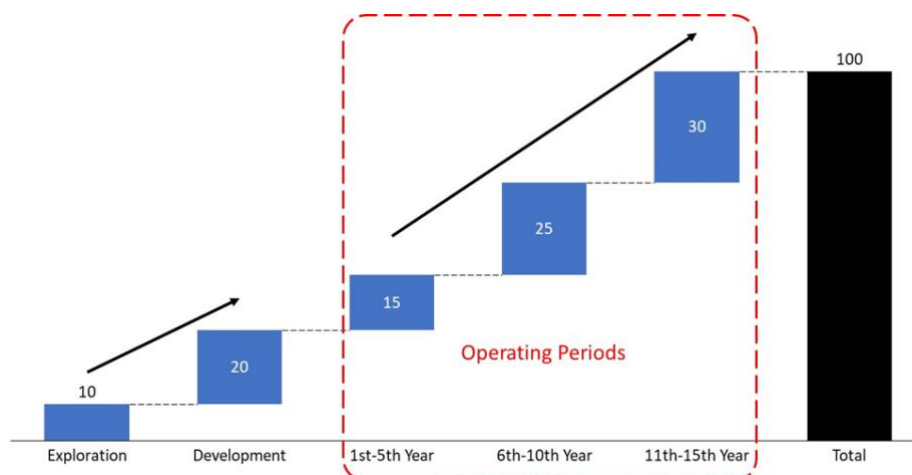 100
30
25
15
Operating Periods
20
10
Exploration
Development
1st-5th Year
6th-10th Year
11th-15th Year
Total